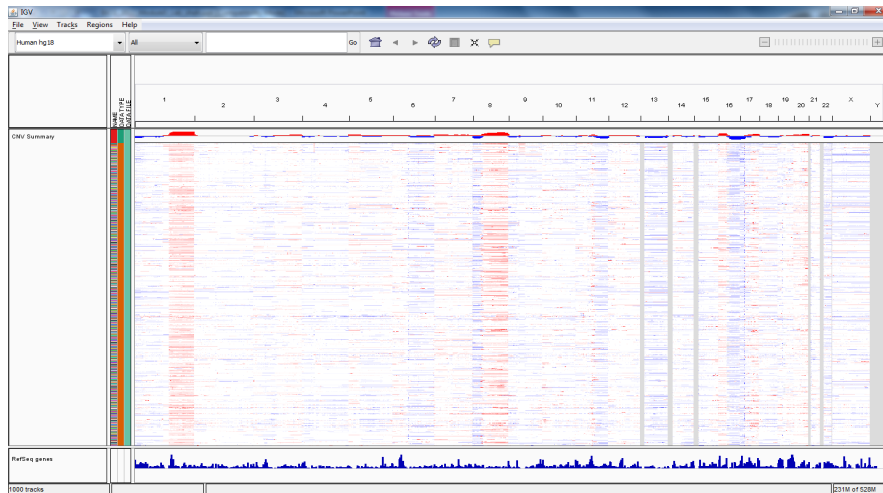 IGV
File View Tracks Regions Help
Human hg18 All Go
NAME
DATA TYPE
DATA FILE
1 2 3 4 5 6 7 8 9 10 11 12 13 14 15 16 17 18 19 20 21 22 X Y
CNV Summary
RefSeq genes
1000 tracks 231M of 528M